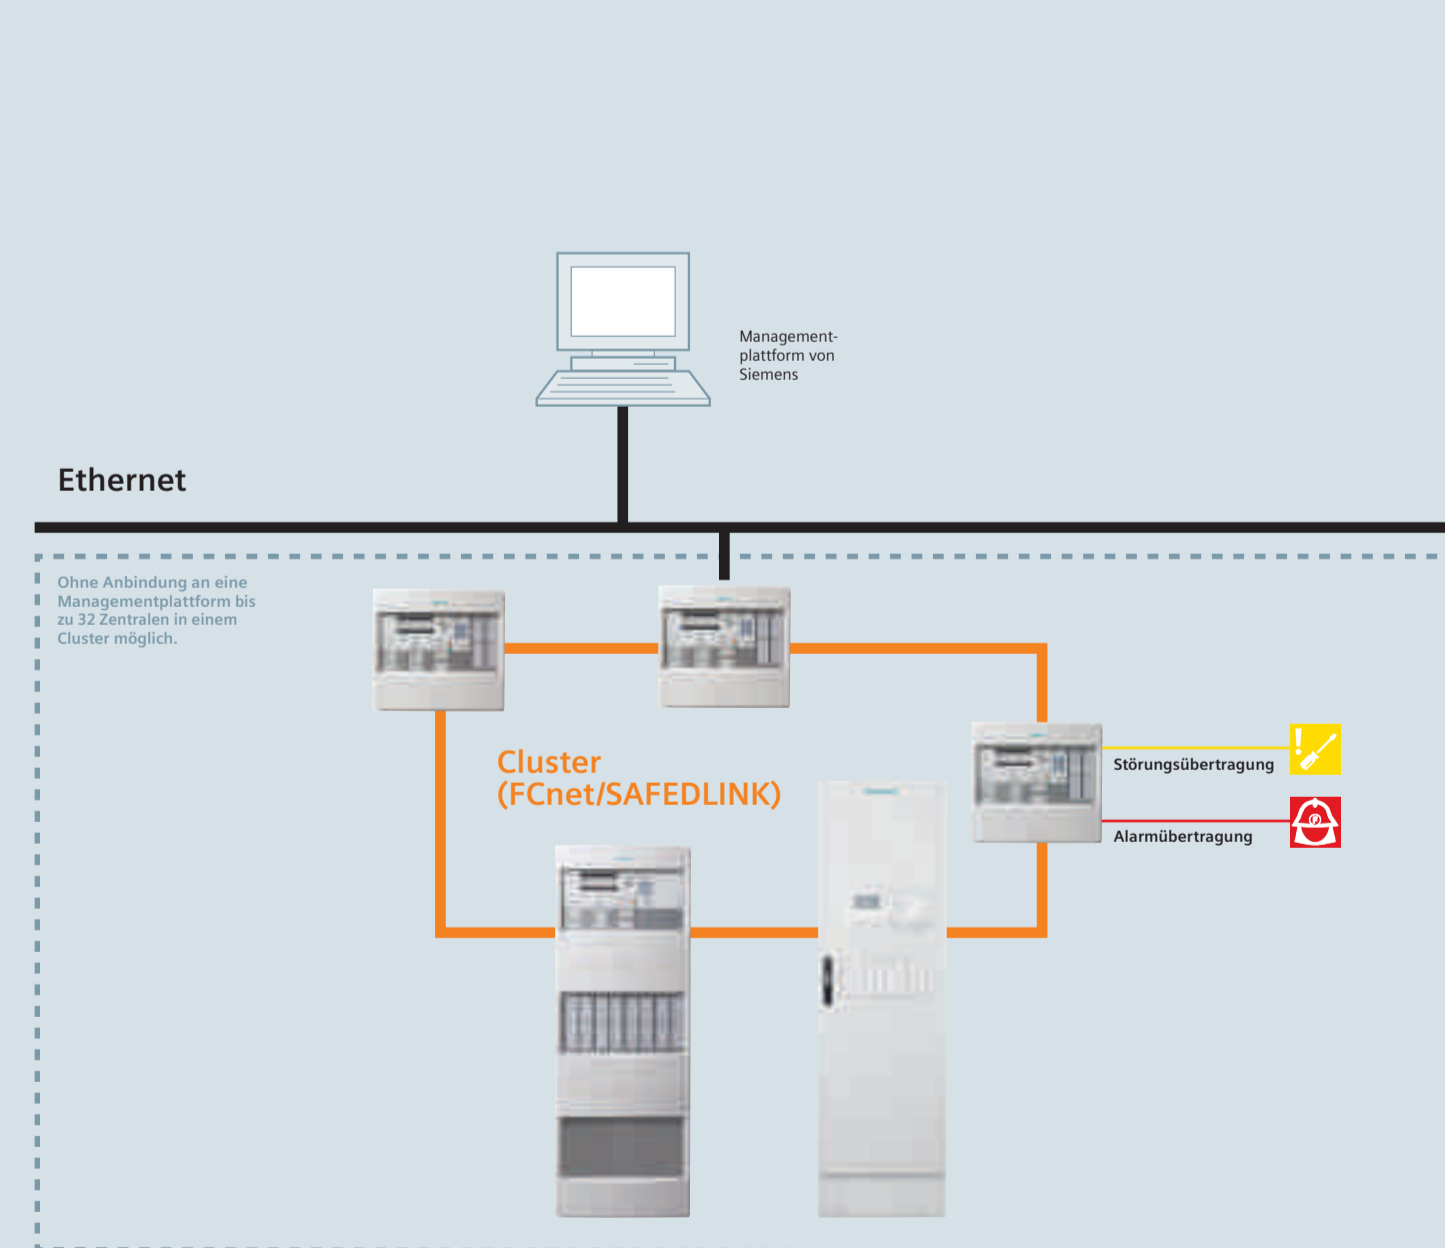 Management-
plattform von
Siemens
Ethernet
Ohne Anbindung an eine
Managementplattform bis
zu 32 Zentralen in einem
Cluster möglich.
Cluster
(FCnet/SAFEDLINK)
Störungsübertragung
Alarmübertragung